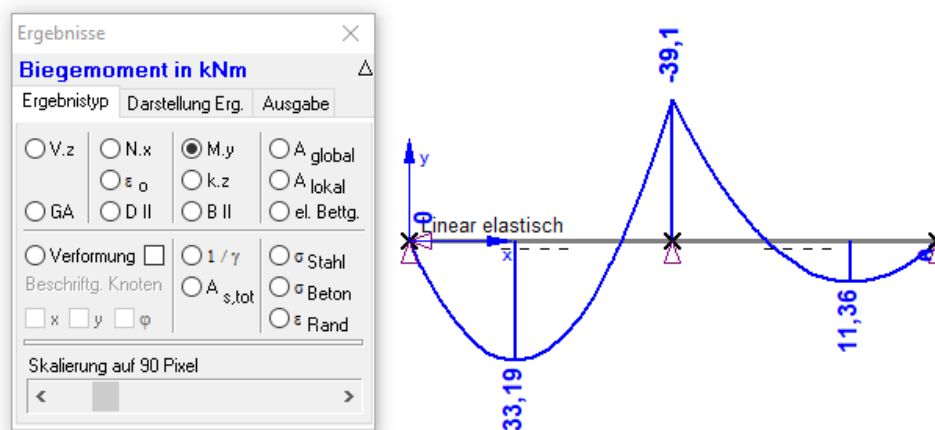 Ergebnisse
Biegemoment in kNm
Ergebnistyp Darstellung Erg. Ausgabe
V.z N.x M.y A global
ε o k.z A lokal
GA D II B II el. Bettg.
Verformung 1 / γ σ Stahl
Beschriftg. Knoten A s,tot σ Beton
x y φ ε Rand
Skalierung auf 90 Pixel
-39,1
y
0
Linear elastisch
x
33,19
11,36